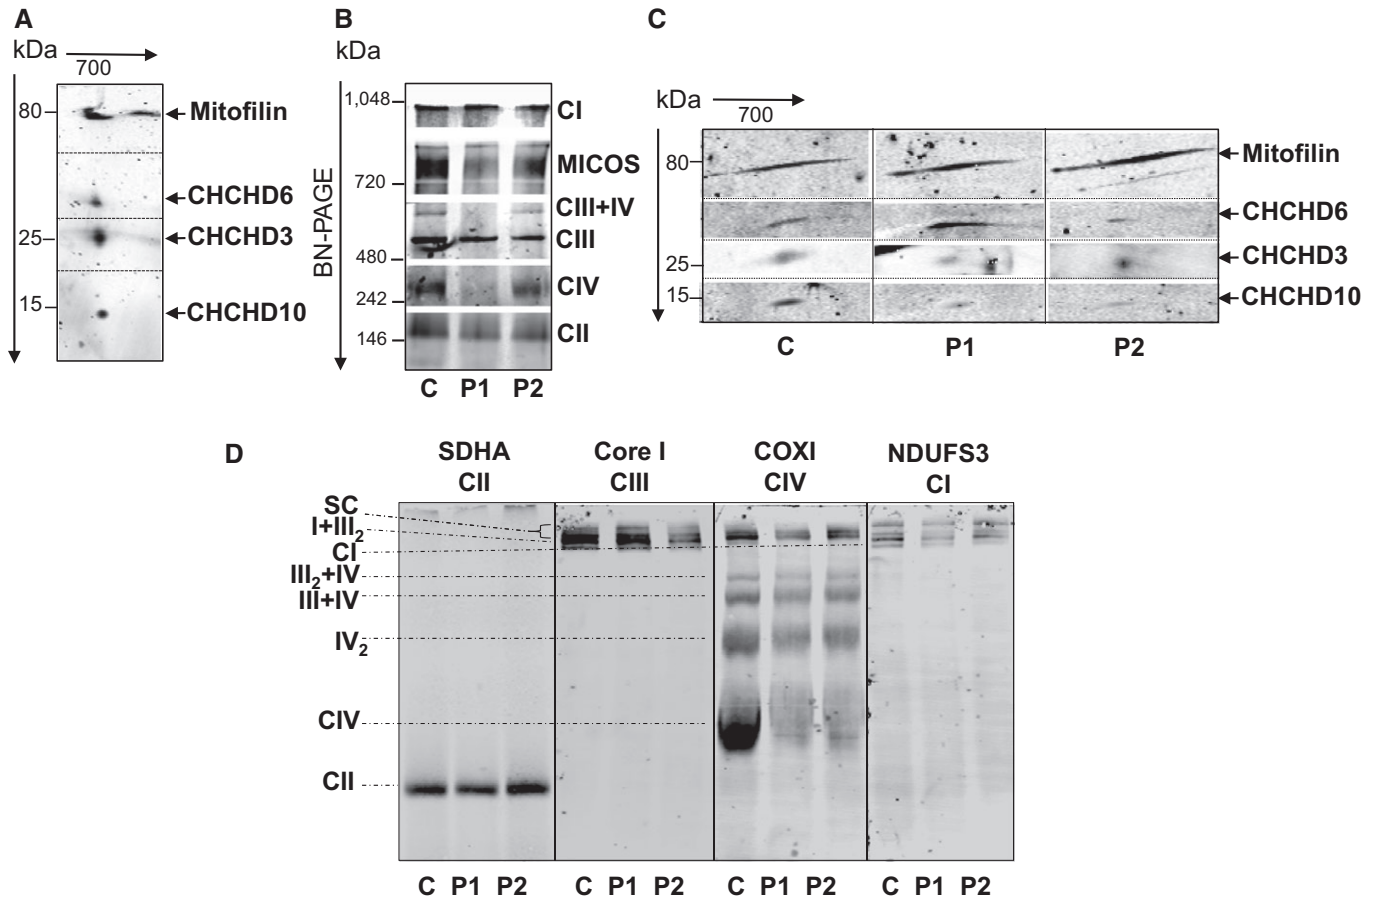 A
kDa
700
80
Mitofilin
CHCHD6
25
CHCHD3
15
CHCHD10
B
kDa
BN-PAGE
1,048
CI
MICOS
720
CIII+IV
CIII
480
CIV
242
CII
146
C P1 P2
C
kDa
700
80
Mitofilin
CHCHD6
CHCHD3
25
15
CHCHD10
C P1 P2
D
SDHA Core I COXI NDUFS3
CII CIII CIV CI
SC
I+III2
CI
III2+IV
III+IV
IV2
CIV
CII
C P1 P2 C P1 P2 C P1 P2 C P1 P2